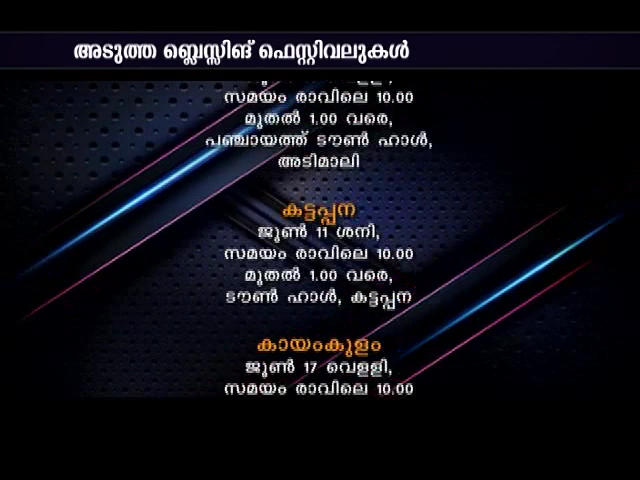 അടുത്ത ബ്ലെസ്സിങ് ഫെസ്റ്റിവലുകൾ
സമയം രാവിലെ 10.00
മുതൽ 1.00 വരെ,
പഞ്ചായത്ത് ടൗൺ ഹാൾ,
അടിമാലി
കട്ടപ്പന
ജൂൺ 11 ശനി,
സമയം രാവിലെ 10.00
മുതൽ 1.00 വരെ,
ടൗൺ ഹാൾ, കട്ടപ്പന
കായംകുളം
ജൂൺ 17 വെള്ളി,
സമയം രാവിലെ 10.00